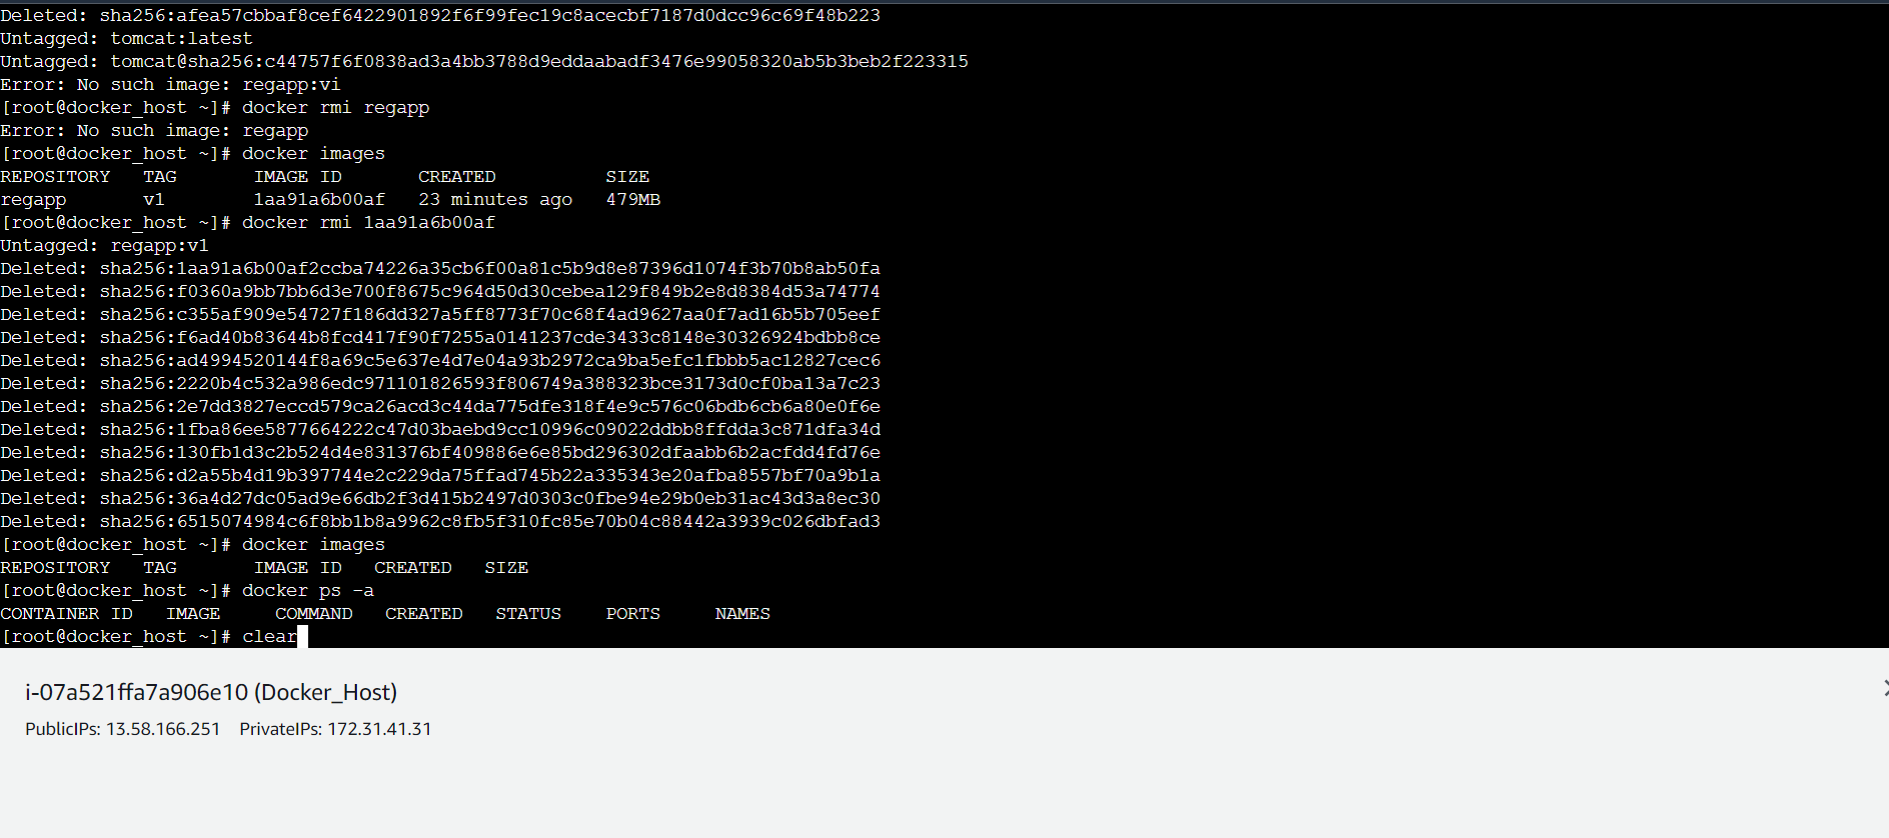 Deleted: sha256:afea57cbbaf8cef6422901892f6f99fec19c8acecbf7187d0dcc96c69f48b223
Untagged: tomcat:latest
Untagged: tomcat@sha256:c44757f6f0838ad3a4bb3788d9eddaabadf3476e99058320ab5b3beb2f223315
Error: No such image: regapp:vi
[root@docker_host ~]# docker rmi regapp
Error: No such image: regapp
[root@docker_host ~]# docker images
REPOSITORY   TAG       IMAGE ID       CREATED          SIZE
regapp       v1        1aa91a6b00af   23 minutes ago   479MB
[root@docker_host ~]# docker rmi 1aa91a6b00af
Untagged: regapp:v1
Deleted: sha256:1aa91a6b00af2ccba74226a35cb6f00a81c5b9d8e87396d1074f3b70b8ab50fa
Deleted: sha256:f0360a9bb7bb6d3e700f8675c964d50d30cebea129f849b2e8d8384d53a74774
Deleted: sha256:c355af909e54727f186dd327a5ff8773f70c68f4ad9627aa0f7ad16b5b705eef
Deleted: sha256:f6ad40b83644b8fcd417f90f7255a0141237cde3433c8148e30326924bdbb8ce
Deleted: sha256:ad4994520144f8a69c5e637e4d7e04a93b2972ca9ba5efc1fbbb5ac12827cec6
Deleted: sha256:2220b4c532a986edc971101826593f806749a388323bce3173d0cf0ba13a7c23
Deleted: sha256:2e7dd3827eccd579ca26acd3c44da775dfe318f4e9c576c06bdb6cb6a80e0f6e
Deleted: sha256:1fba86ee5877664222c47d03baebd9cc10996c09022ddbb8ffdda3c871dfa34d
Deleted: sha256:130fb1d3c2b524d4e831376bf409886e6e85bd296302dfaabb6b2acfdd4fd76e
Deleted: sha256:d2a55b4d19b397744e2c229da75ffad745b22a335343e20afba8557bf70a9b1a
Deleted: sha256:36a4d27dc05ad9e66db2f3d415b2497d0303c0fbe94e29b0eb31ac43d3a8ec30
Deleted: sha256:6515074984c6f8bb1b8a9962c8fb5f310fc85e70b04c88442a3939c026dbfad3
[root@docker_host ~]# docker images
REPOSITORY   TAG       IMAGE ID   CREATED   SIZE
[root@docker_host ~]# docker ps -a
CONTAINER ID   IMAGE     COMMAND   CREATED   STATUS    PORTS     NAMES
[root@docker_host ~]# clear
i-07a521ffa7a906e10 (Docker_Host)
PublicIPs: 13.58.166.251    PrivateIPs: 172.31.41.31